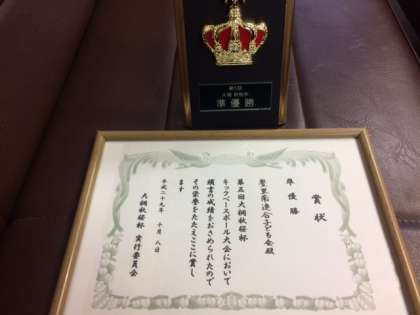 第5回
大綱 秋桜杯
準優勝
賞状
準優勝
第五回大綱秋桜杯
キックベースボール大会において
頭書の成績をおさめられたので
その栄誉をたたえここに賞し
ます
平成二十九年 十月 八日
大綱秋桜杯 実行委員会